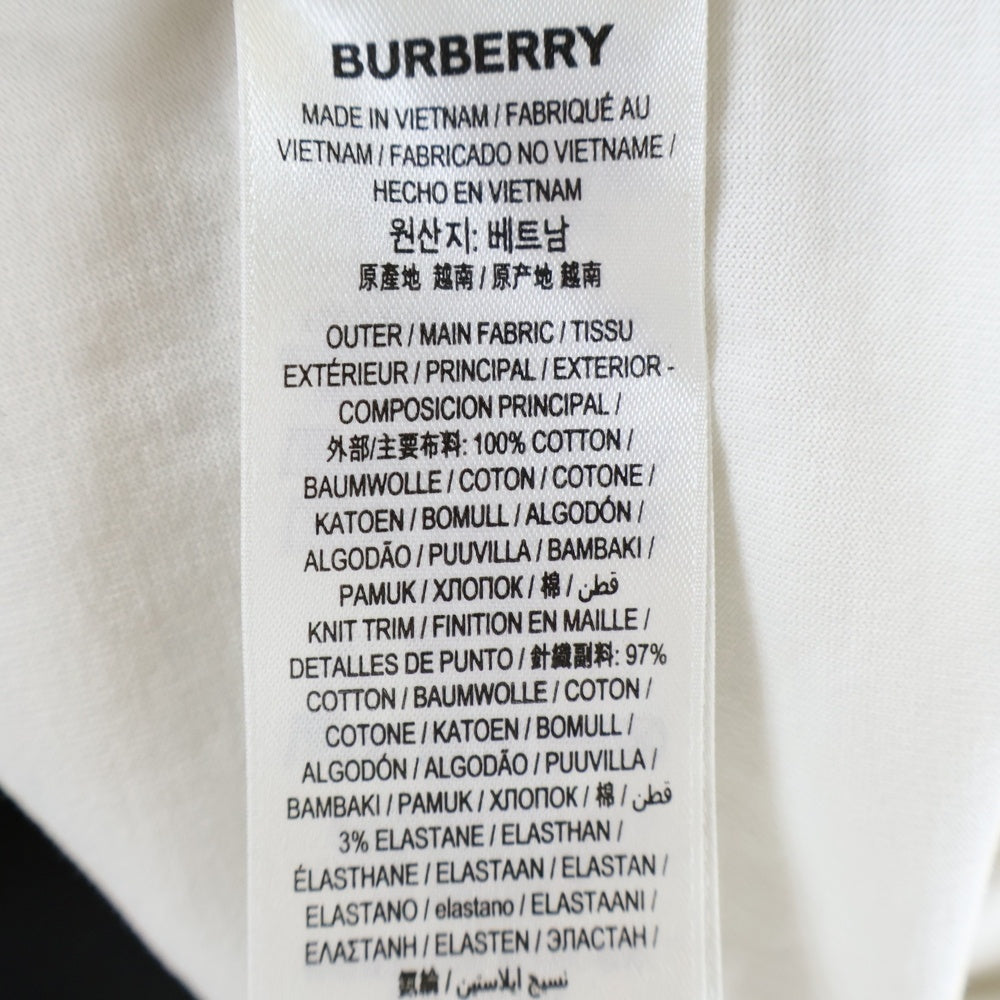 BURBERRY
MADE IN VIETNAM / FABRIQUÉ AU
VIETNAM / FABRICADO NO VIETNAME /
HECHO EN VIETNAM
원산지: 베트남
原產地 越南 / 原产地 越南
OUTER / MAIN FABRIC / TISSU
EXTÉRIEUR / PRINCIPAL / EXTERIOR -
COMPOSICION PRINCIPAL /
外部/主要布料: 100% COTTON /
BAUMWOLLE / COTON / COTONE /
KATOEN / BOMULL / ALGODÓN /
ALGODÃO / PUUVILLA / BAMBAKI /
PAMUK / ХЛОПОК / 棉 / قطن
KNIT TRIM / FINITION EN MAILLE /
DETALLES DE PUNTO / 針織副料: 97%
COTTON / BAUMWOLLE / COTON /
COTONE / KATOEN / BOMULL /
ALGODÓN / ALGODÃO / PUUVILLA /
BAMBAKI / PAMUK / ХЛОПОК / 棉 / قطن
3% ELASTANE / ELASTHAN /
ÉLASTHANE / ELASTAAN / ELASTAN /
ELASTANO / elastano / ELASTAANI /
ΕΛΑΣΤΑΝΗ / ELASTEN / ЭЛАСТАН /
氨綸 / نسيج ايلاستين